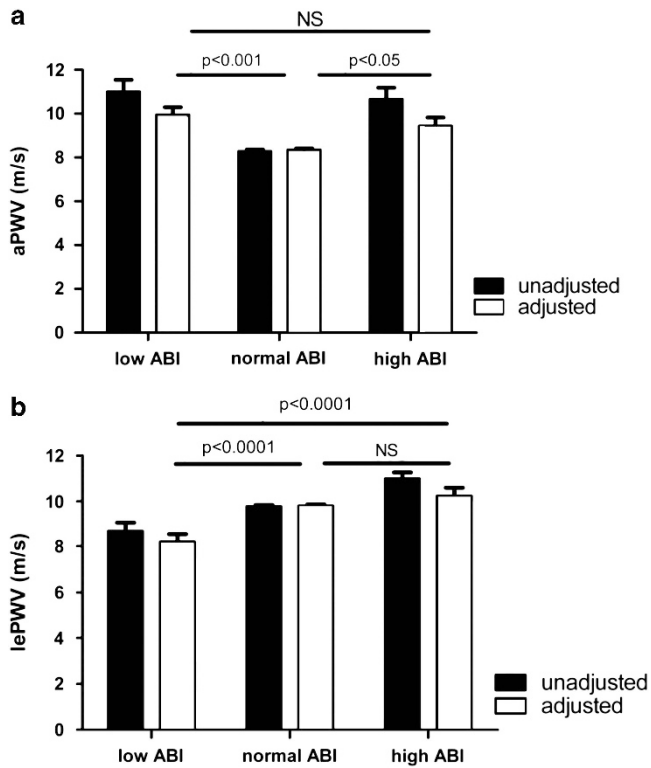 a
NS
p<0.001 p<0.05
12
10
8
6
4
2
0
aPWV (m/s)
unadjusted
adjusted
low ABI normal ABI high ABI
b
p<0.0001
p<0.0001 NS
12
10
8
6
4
2
0
lePWV (m/s)
unadjusted
adjusted
low ABI normal ABI high ABI